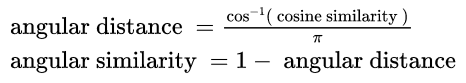 angular distance = cos⁻¹( cosine similarity ) / π
angular similarity = 1 − angular distance